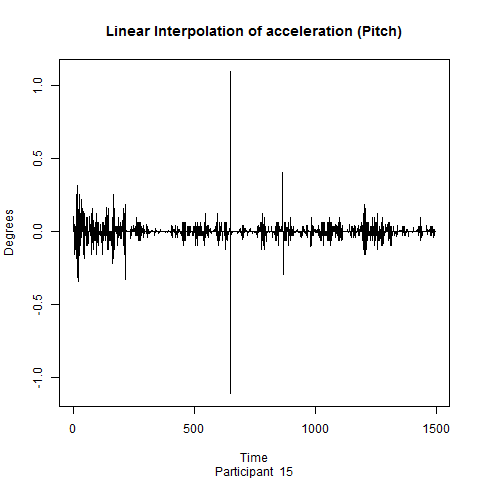 Linear Interpolation of acceleration (Pitch)
1.0
0.5
0.0
-0.5
-1.0
Degrees
0 500 1000 1500
Time
Participant 15